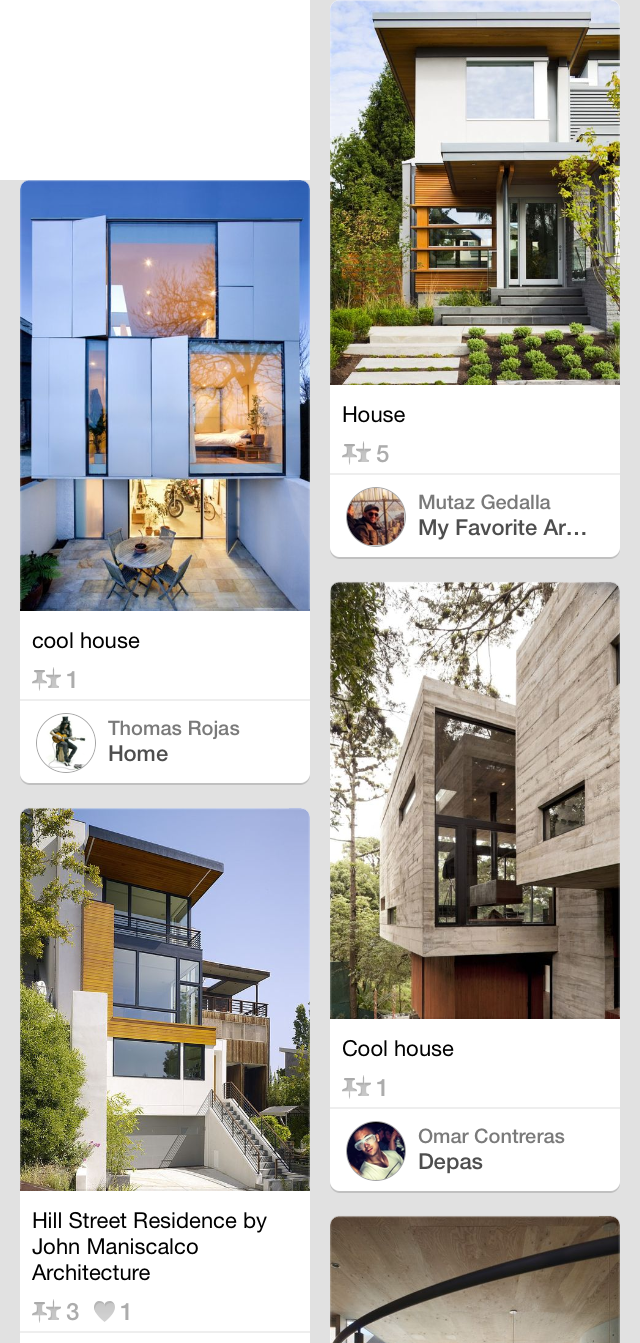 House
5
Mutaz Gedalla
My Favorite Ar...
cool house
1
Thomas Rojas
Home
Cool house
1
Omar Contreras
Depas
Hill Street Residence by
John Maniscalco
Architecture
3 1